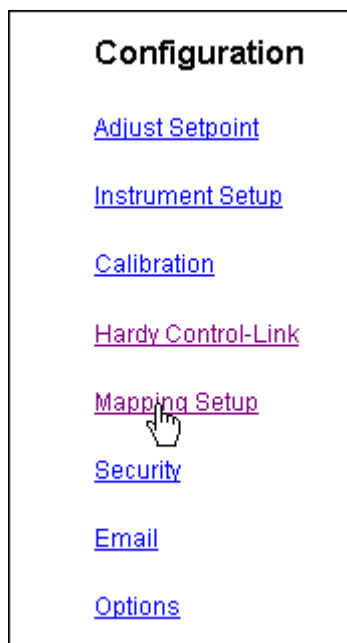 Configuration
Adjust Setpoint
Instrument Setup
Calibration
Hardy Control-Link
Mapping Setup
Security
Email
Options